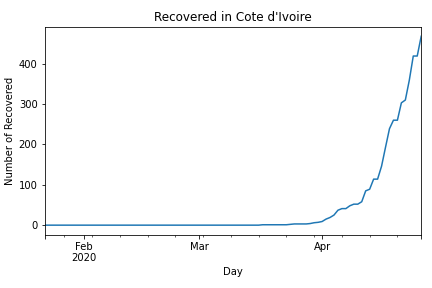 Recovered in Cote d'Ivoire
Number of Recovered
400
300
200
100
0
Feb
2020
Mar
Apr
Day